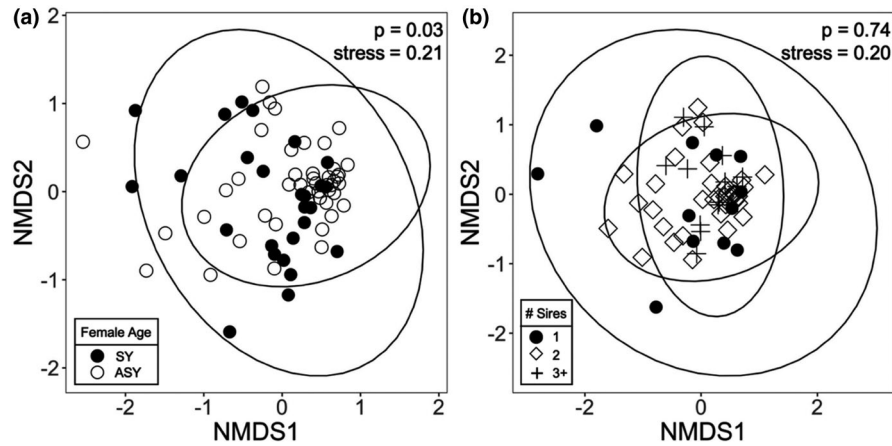 (a)
p = 0.03
stress = 0.21
NMDS2
2
1
0
-1
-2
Female Age
SY
ASY
-2
-1
0
1
NMDS1
(b)
p = 0.74
stress = 0.20
NMDS2
2
1
0
-1
-2
# Sires
1
2
3+
-2
0
2
NMDS1